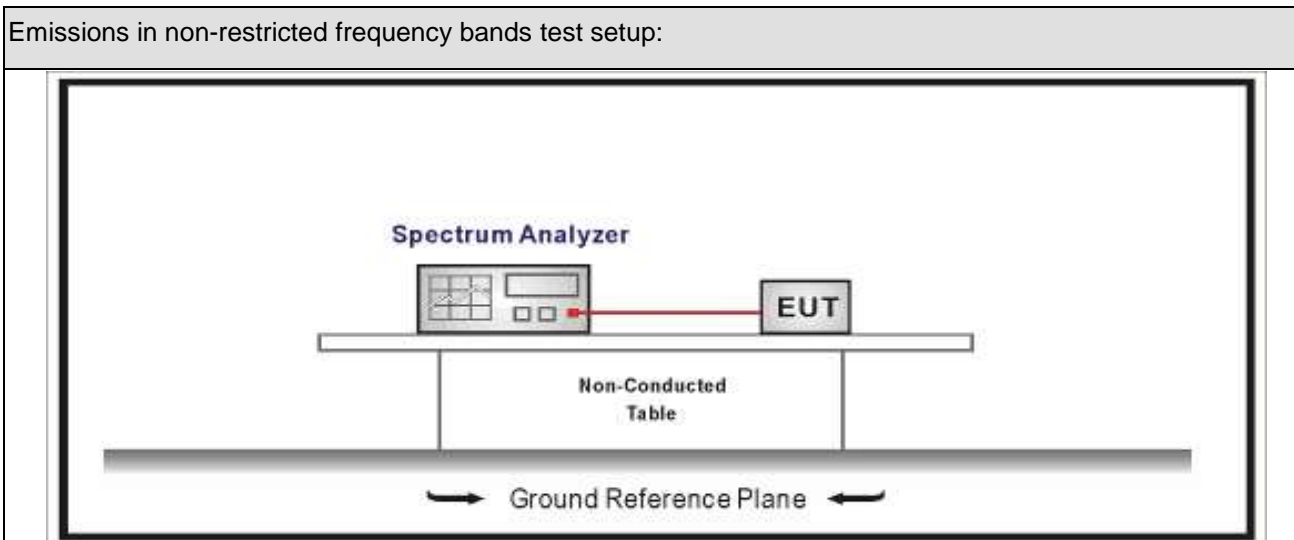 Emissions in non-restricted frequency bands test setup:
Spectrum Analyzer
EUT
Non-Conducted
Table
Ground Reference Plane